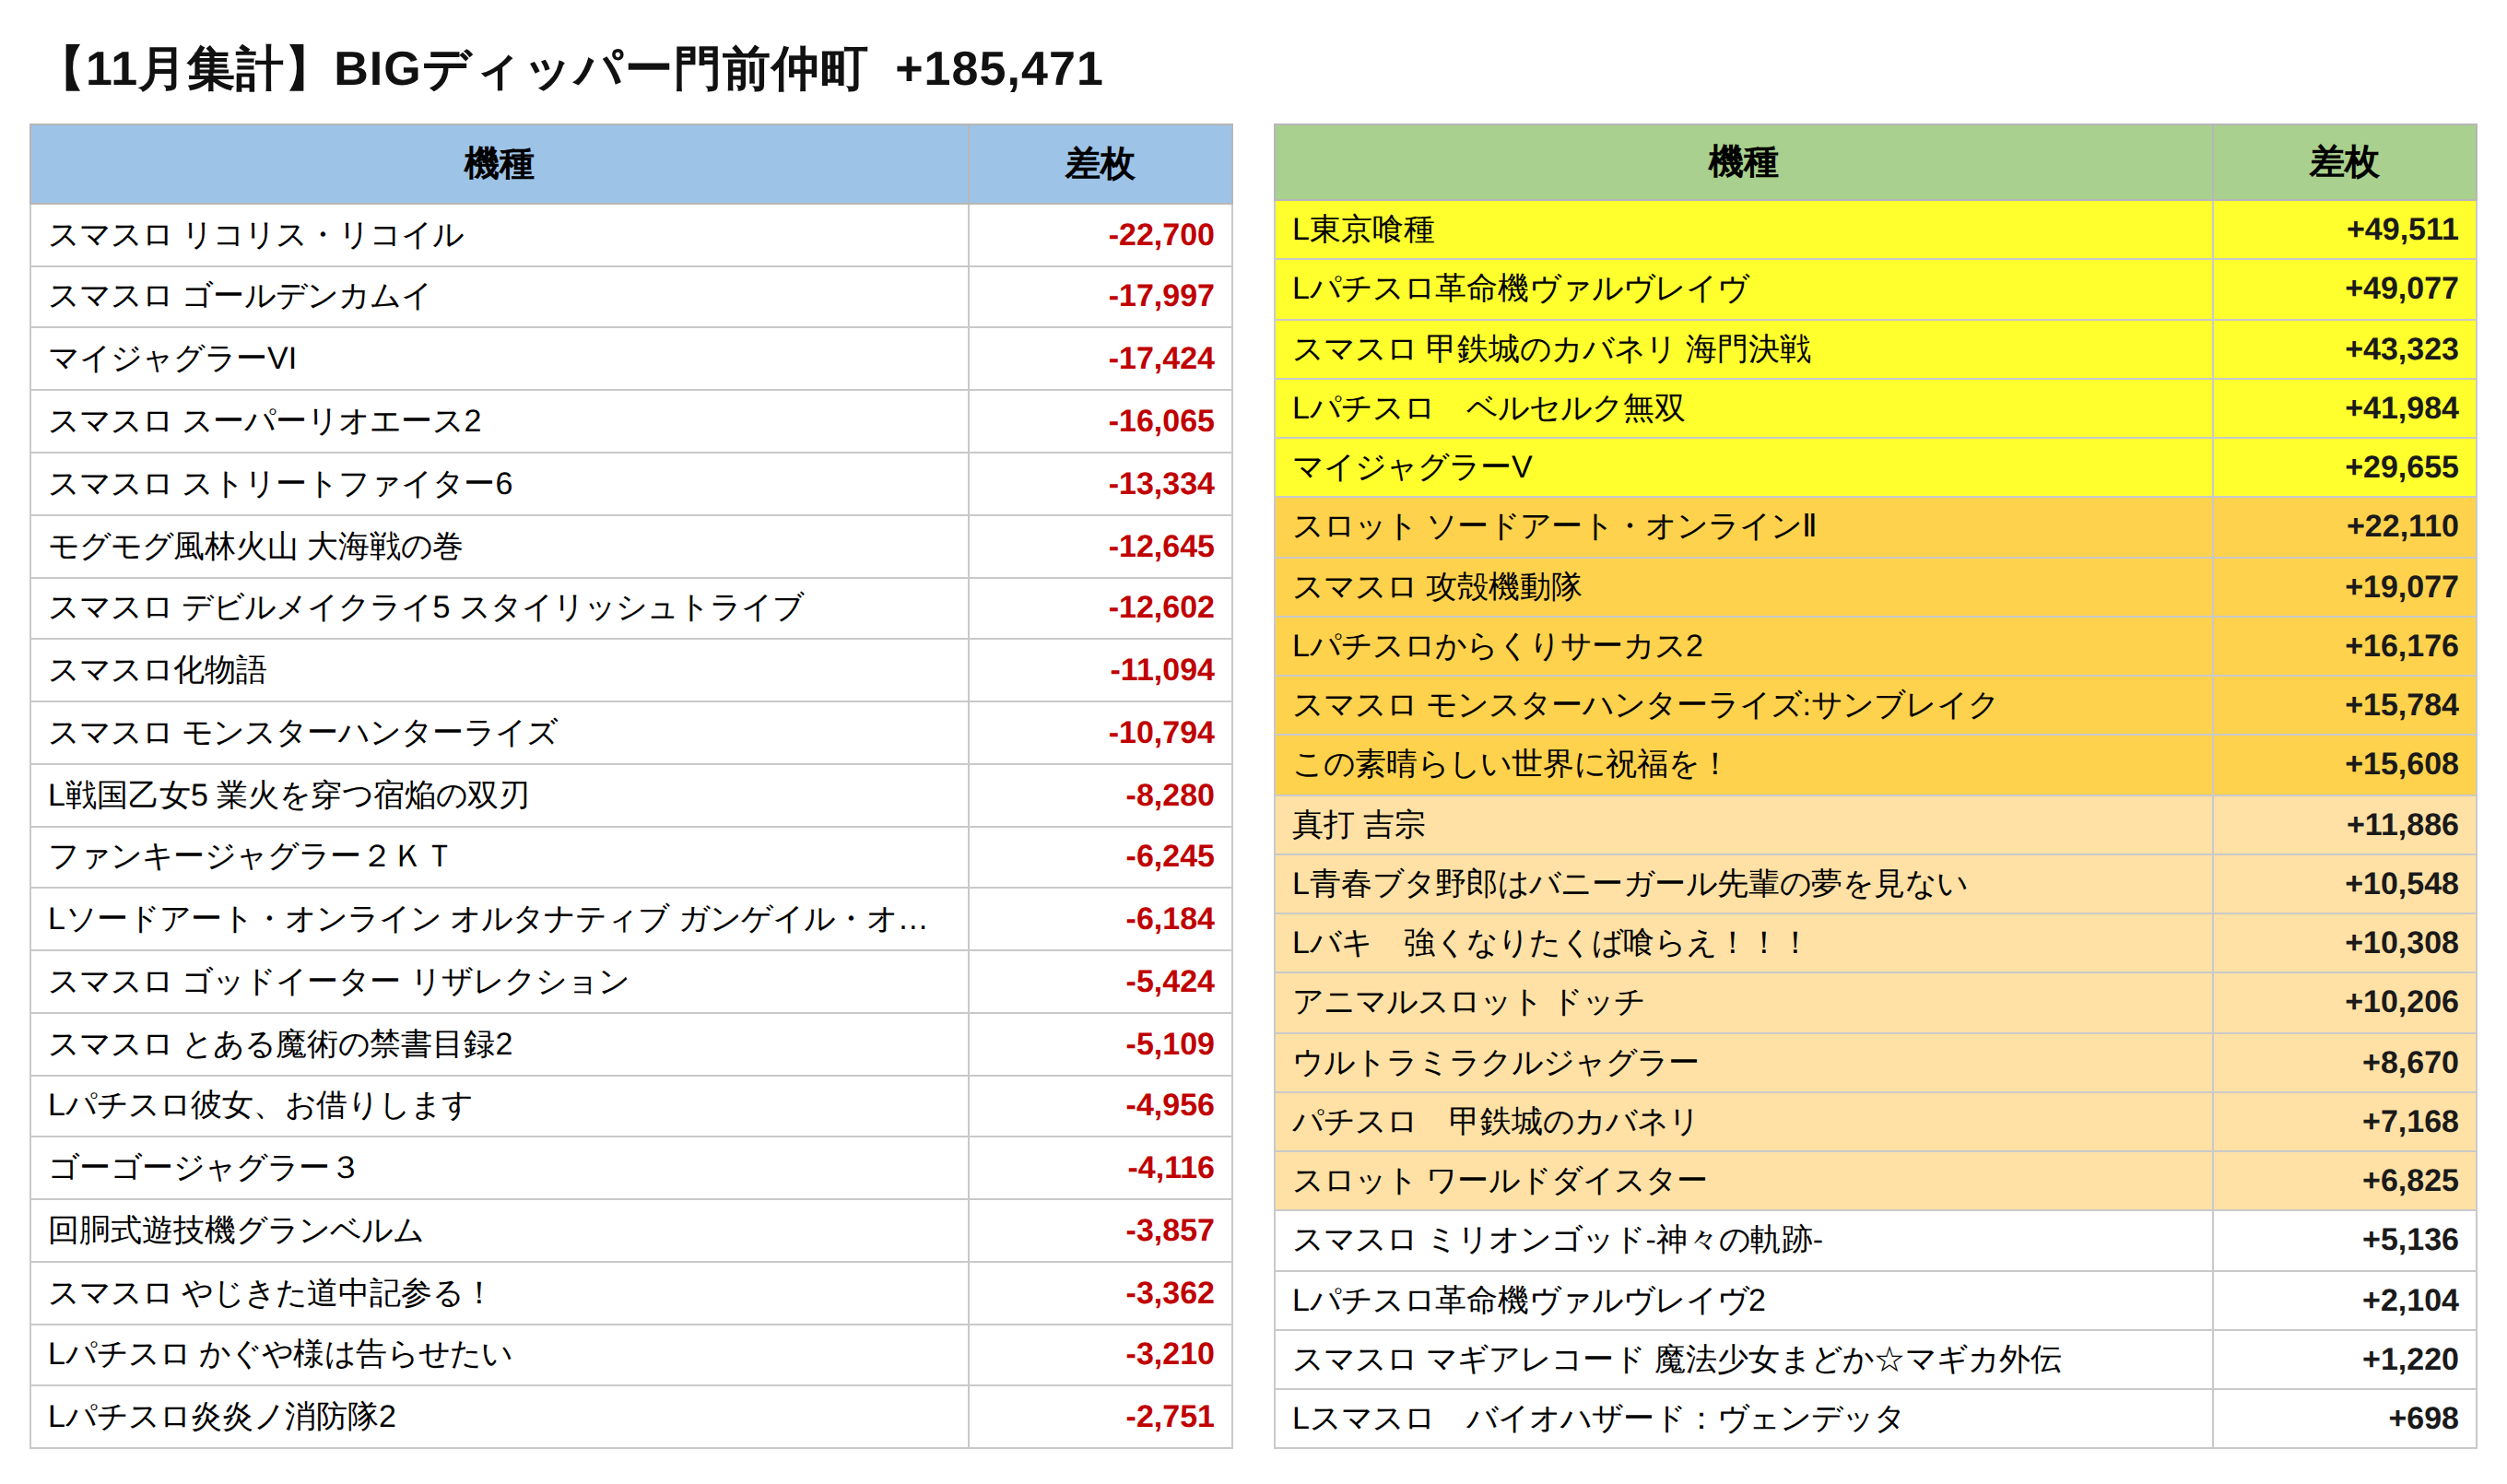 【11月集計】BIGディッパー門前仲町 +185,471
機種 差枚
スマスロ リコリス・リコイル -22,700
スマスロ ゴールデンカムイ -17,997
マイジャグラーVI -17,424
スマスロ スーパーリオエース2 -16,065
スマスロ ストリートファイター6 -13,334
モグモグ風林火山 大海戦の巻 -12,645
スマスロ デビルメイクライ5 スタイリッシュトライブ -12,602
スマスロ化物語 -11,094
スマスロ モンスターハンターライズ -10,794
L戦国乙女5 業火を穿つ宿焔の双刃 -8,280
ファンキージャグラー２ＫＴ -6,245
Lソードアート・オンライン オルタナティブ ガンゲイル・オ… -6,184
スマスロ ゴッドイーター リザレクション -5,424
スマスロ とある魔術の禁書目録2 -5,109
Lパチスロ彼女、お借りします -4,956
ゴーゴージャグラー３ -4,116
回胴式遊技機グランベルム -3,857
スマスロ やじきた道中記参る！ -3,362
Lパチスロ かぐや様は告らせたい -3,210
Lパチスロ炎炎ノ消防隊2 -2,751
機種 差枚
L東京喰種 +49,511
Lパチスロ革命機ヴァルヴレイヴ +49,077
スマスロ 甲鉄城のカバネリ 海門決戦 +43,323
Lパチスロ　ベルセルク無双 +41,984
マイジャグラーV +29,655
スロット ソードアート・オンラインⅡ +22,110
スマスロ 攻殻機動隊 +19,077
Lパチスロからくりサーカス2 +16,176
スマスロ モンスターハンターライズ:サンブレイク +15,784
この素晴らしい世界に祝福を！ +15,608
真打 吉宗 +11,886
L青春ブタ野郎はバニーガール先輩の夢を見ない +10,548
Lバキ　強くなりたくば喰らえ！！！ +10,308
アニマルスロット ドッチ +10,206
ウルトラミラクルジャグラー +8,670
パチスロ　甲鉄城のカバネリ +7,168
スロット ワールドダイスター +6,825
スマスロ ミリオンゴッド-神々の軌跡- +5,136
Lパチスロ革命機ヴァルヴレイヴ2 +2,104
スマスロ マギアレコード 魔法少女まどか☆マギカ外伝 +1,220
Lスマスロ　バイオハザード：ヴェンデッタ +698